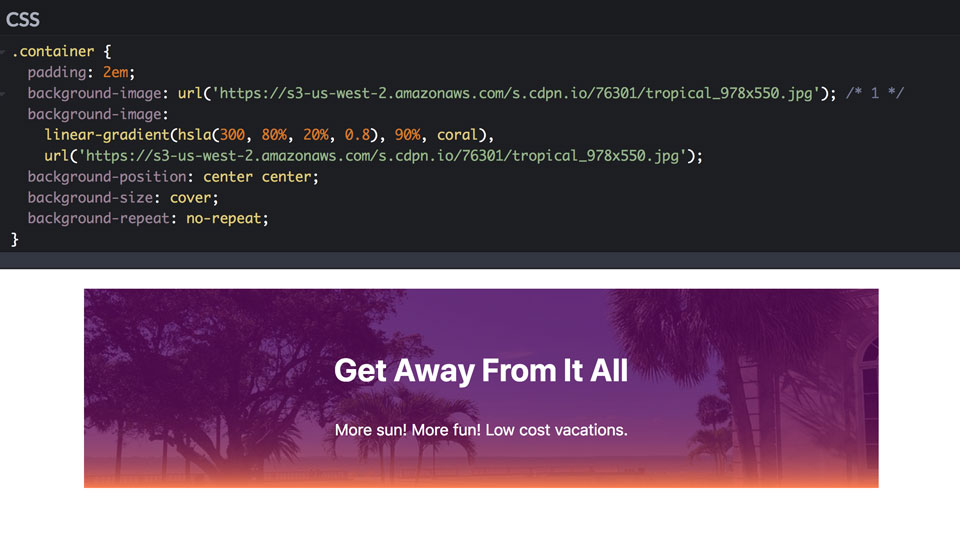 CSS
.container {
padding: 2em;
background-image: url('https://s3-us-west-2.amazonaws.com/s.cdpn.io/76301/tropical_978x550.jpg'); /* 1 */
background-image:
linear-gradient(hsla(300, 80%, 20%, 0.8), 90%, coral),
url('https://s3-us-west-2.amazonaws.com/s.cdpn.io/76301/tropical_978x550.jpg');
background-position: center center;
background-size: cover;
background-repeat: no-repeat;
}
Get Away From It All
More sun! More fun! Low cost vacations.